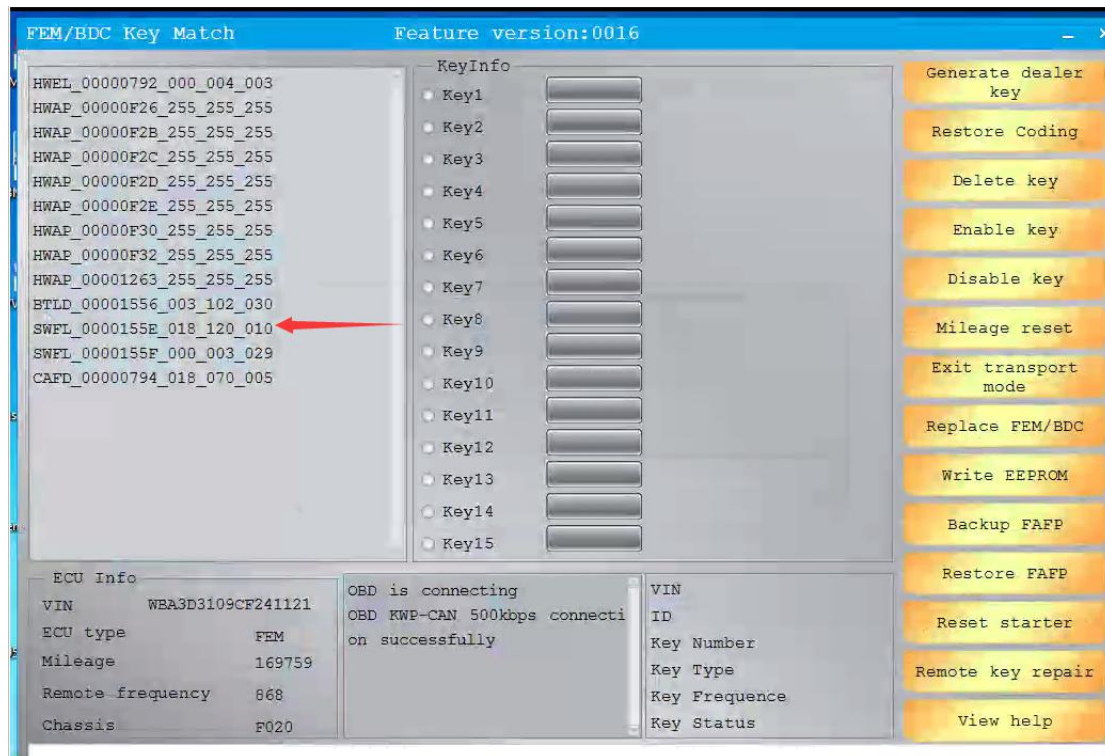 FEM/BDC Key Match Feature version:0016
HWEL_00000792_000_004_003
HWAP_00000F26_255_255_255
HWAP_00000F2B_255_255_255
HWAP_00000F2C_255_255_255
HWAP_00000F2D_255_255_255
HWAP_00000F2E_255_255_255
HWAP_00000F30_255_255_255
HWAP_00000F32_255_255_255
HWAP_00001263_255_255_255
BTLD_00001556_003_102_030
SWFL_0000155E_018_120_010
SWFL_0000155F_000_003_029
CAFD_00000794_018_070_005
KeyInfo
Key1
Key2
Key3
Key4
Key5
Key6
Key7
Key8
Key9
Key10
Key11
Key12
Key13
Key14
Key15
Generate dealer
key
Restore Coding
Delete key
Enable key
Disable key
Mileage reset
Exit transport
mode
Replace FEM/BDC
Write EEPROM
Backup FAFP
Restore FAFP
Reset starter
Remote key repair
View help
ECU Info
VIN WBA3D3109CF241121
ECU type FEM
Mileage 169759
Remote frequency 868
Chassis F020
OBD is connecting
OBD KWP-CAN 500kbps connecti
on successfully
VIN
ID
Key Number
Key Type
Key Frequence
Key Status